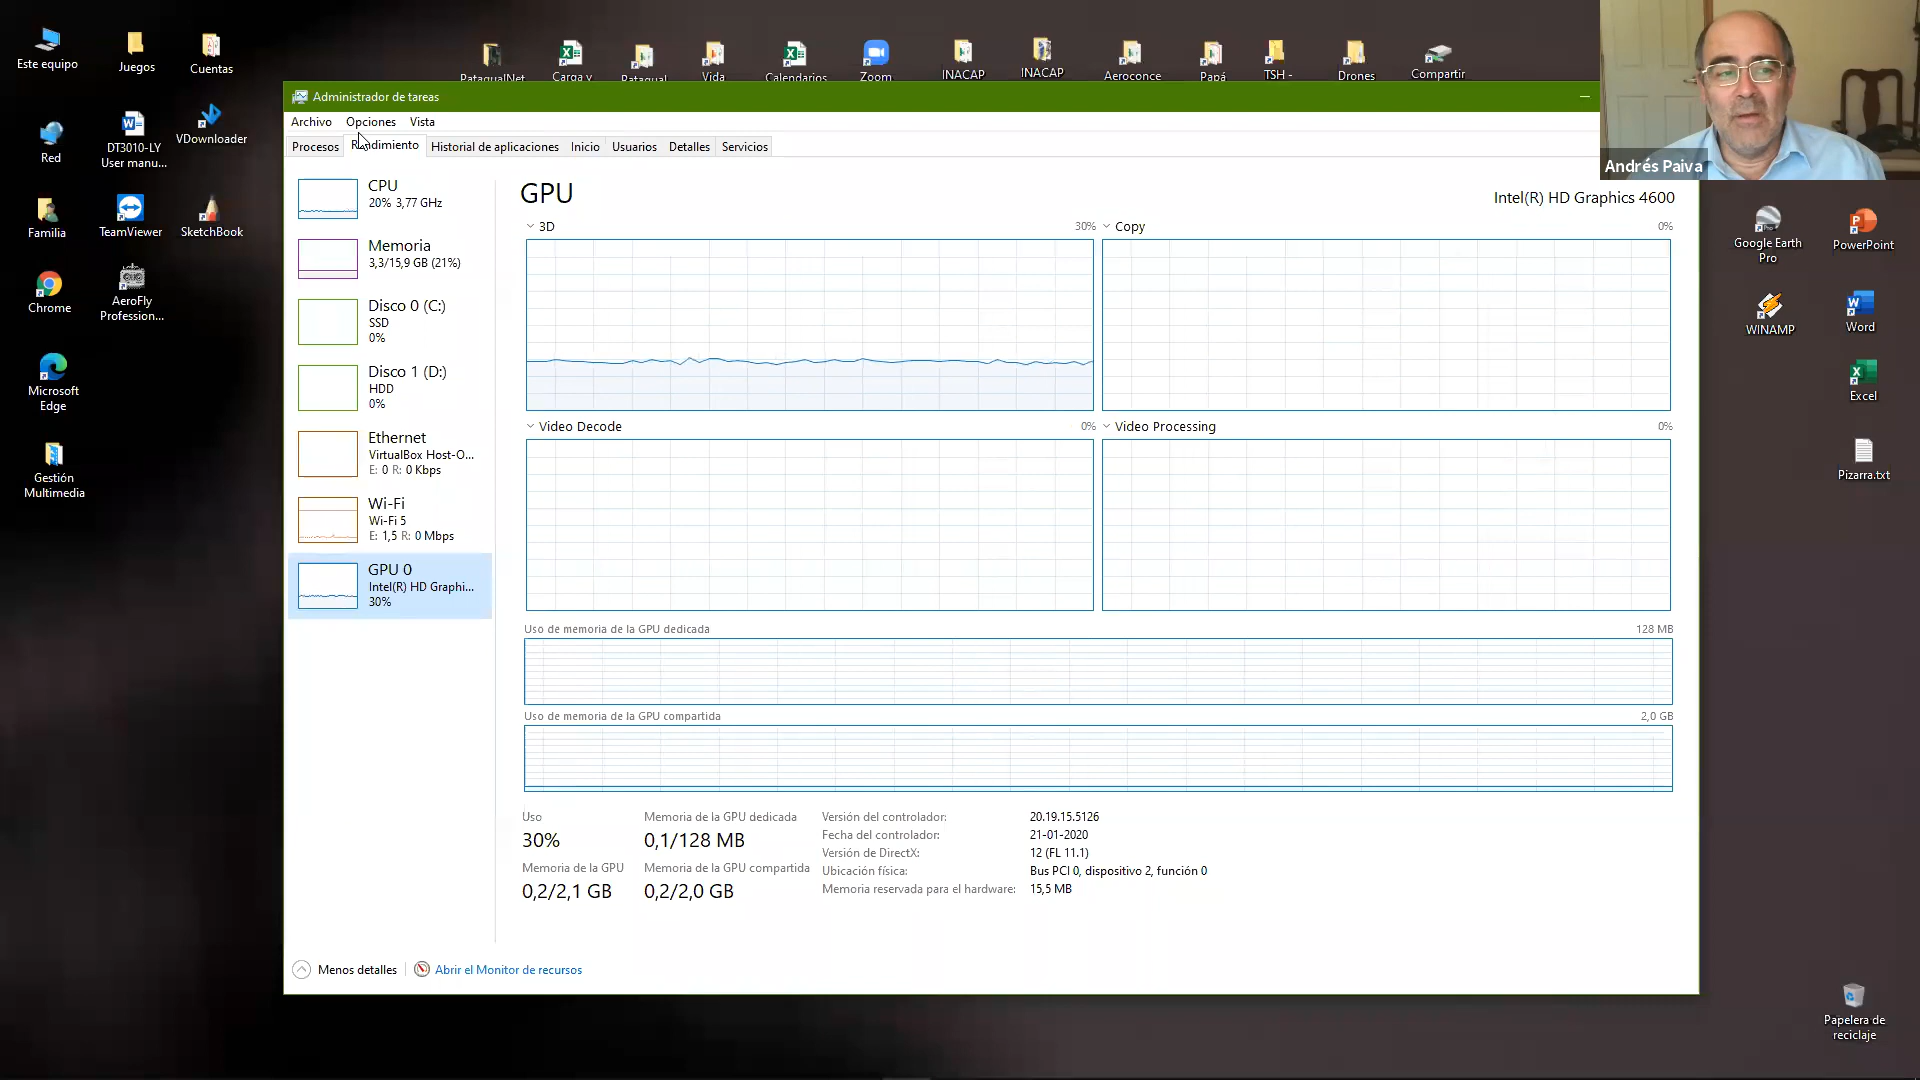 Este equipo
Juegos
Cuentas
PatagualNet
Carga y
Patagual
Vida
Calendarios
Zoom
INACAP
INACAP
Aeroconce
Papá
TSH -
Drones
Compartir
Andrés Paiva
Red
DT3010-LY
User manu...
VDownloader
Familia
TeamViewer
SketchBook
Chrome
AeroFly
Profession...
Microsoft
Edge
Gestión
Multimedia
Administrador de tareas
Archivo Opciones Vista
Procesos Rendimiento Historial de aplicaciones Inicio Usuarios Detalles Servicios
CPU
20% 3,77 GHz
Memoria
3,3/15,9 GB (21%)
Disco 0 (C:)
SSD
0%
Disco 1 (D:)
HDD
0%
Ethernet
VirtualBox Host-O...
E: 0 R: 0 Kbps
Wi-Fi
Wi-Fi 5
E: 1,5 R: 0 Mbps
GPU 0
Intel(R) HD Graphi...
30%
GPU
Intel(R) HD Graphics 4600
3D 30%
Copy 0%
Video Decode 0%
Video Processing 0%
Uso de memoria de la GPU dedicada 128 MB
Uso de memoria de la GPU compartida 2,0 GB
Uso
30%
Memoria de la GPU dedicada
0,1/128 MB
Memoria de la GPU
0,2/2,1 GB
Memoria de la GPU compartida
0,2/2,0 GB
Versión del controlador: 20.19.15.5126
Fecha del controlador: 21-01-2020
Versión de DirectX: 12 (FL 11.1)
Ubicación física: Bus PCI 0, dispositivo 2, función 0
Memoria reservada para el hardware: 15,5 MB
Menos detalles
Abrir el Monitor de recursos
Google Earth
Pro
PowerPoint
WINAMP
Word
Excel
Pizarra.txt
Papelera de
reciclaje